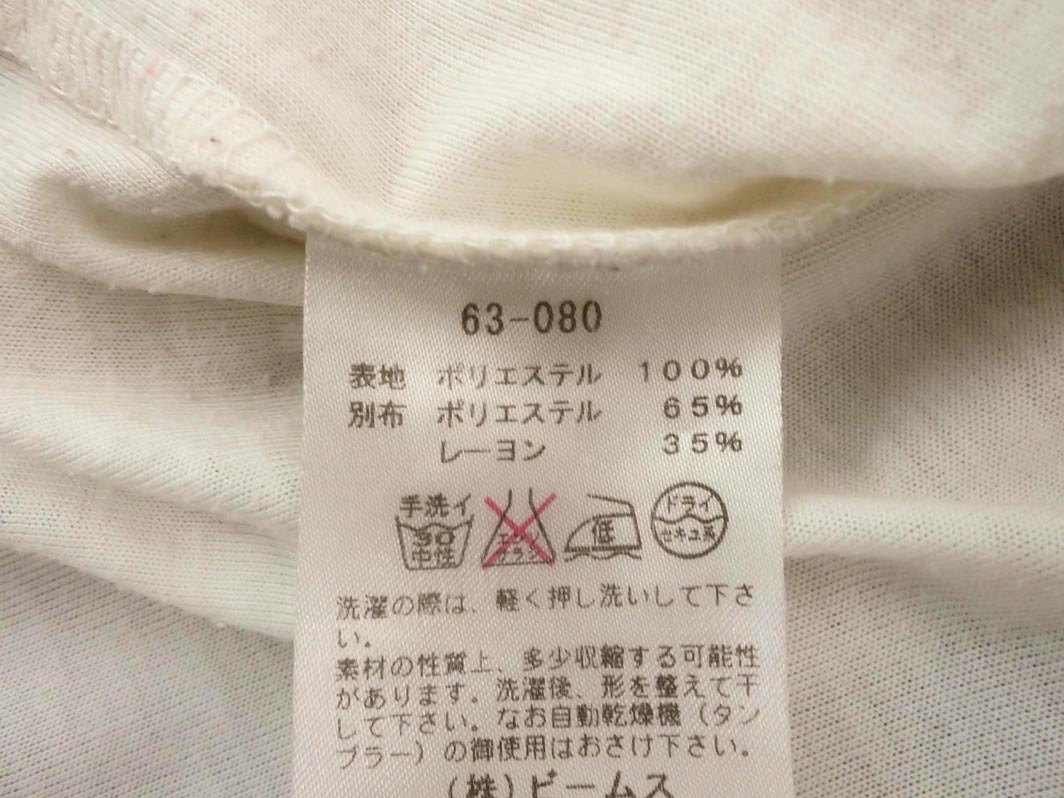 63-080
表地 ポリエステル 100%
別布 ポリエステル 65%
レーヨン 35%
手洗イ
30
中性
エンソ
サラシ
低
ドライ
セキユ系
洗濯の際は、軽く押し洗いして下さ
い。
素材の性質上、多少収縮する可能性
があります。洗濯後、形を整えて干
して下さい。なお自動乾燥機（タン
ブラー）の御使用はおさけ下さい。
（株）ビームス